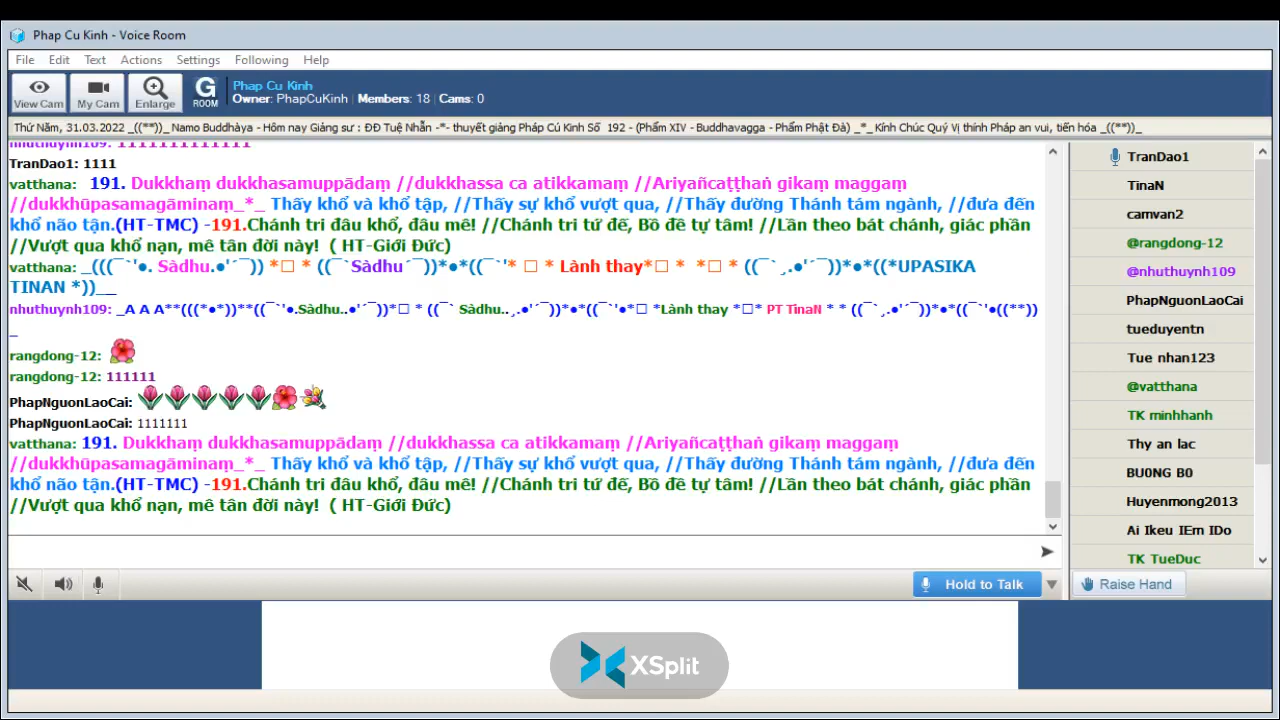 Phap Cu Kinh - Voice Room
File Edit Text Actions Settings Following Help
View Cam My Cam Enlarge G ROOM
Phap Cu Kinh
Owner: PhapCuKinh | Members: 18 | Cams: 0
Thứ Năm, 31.03.2022 _((**))_ Namo Buddhàya - Hôm nay Giảng sư : ĐĐ Tuệ Nhẫn -*- thuyết giảng Pháp Cú Kinh Số 192 - (Phẩm XIV - Buddhavagga - Phẩm Phật Đà) _*_ Kính Chúc Quý Vị thính Pháp an vui, tiến hóa _((**))_
TranDao1: 1111
vatthana: 191. Dukkhaṃ dukkhasamuppādaṃ //dukkhassa ca atikkamaṃ //Ariyañcaṭṭhaṅ gikaṃ maggaṃ
//dukkhūpasamagāminaṃ_*_ Thấy khổ và khổ tập, //Thấy sự khổ vượt qua, //Thấy đường Thánh tám ngành, //đưa đến
khổ não tận.(HT-TMC) -191.Chánh tri đâu khổ, đâu mê! //Chánh tri tứ đế, Bồ đề tự tâm! //Lần theo bát chánh, giác phần
//Vượt qua khổ nạn, mê tân đời này! ( HT-Giới Đức)
vatthana: _(((¯`'●. Sàdhu.●'´¯)) *□ * ((¯`Sàdhu´¯))*●*((¯`'* □ * Lành thay*□ * *□ * ((¯`¸.●'´¯))*●*((*UPASIKA
TINAN *))__
nhuthuynh109: _A A A**(((*●*))**((¯`'●.Sàdhu..●'´¯))*□ * ((¯` Sàdhu..¸.●'´¯))*●*((¯`'●*□ *Lành thay *□* PT TinaN * * ((¯`¸.●'´¯))*●*((¯`'●((**))
_
rangdong-12:
rangdong-12: 111111
PhapNguonLaoCai:
PhapNguonLaoCai: 1111111
vatthana: 191. Dukkhaṃ dukkhasamuppādaṃ //dukkhassa ca atikkamaṃ //Ariyañcaṭṭhaṅ gikaṃ maggaṃ
//dukkhūpasamagāminaṃ_*_ Thấy khổ và khổ tập, //Thấy sự khổ vượt qua, //Thấy đường Thánh tám ngành, //đưa đến
khổ não tận.(HT-TMC) -191.Chánh tri đâu khổ, đâu mê! //Chánh tri tứ đế, Bồ đề tự tâm! //Lần theo bát chánh, giác phần
//Vượt qua khổ nạn, mê tân đời này! ( HT-Giới Đức)
TranDao1
TinaN
camvan2
@rangdong-12
@nhuthuynh109
PhapNguonLaoCai
tueduyentn
Tue nhan123
@vatthana
TK minhhanh
Thy an lac
BU0NG B0
Huyenmong2013
Ai Ikeu IEm IDo
TK TueDuc
Hold to Talk
Raise Hand
XSplit